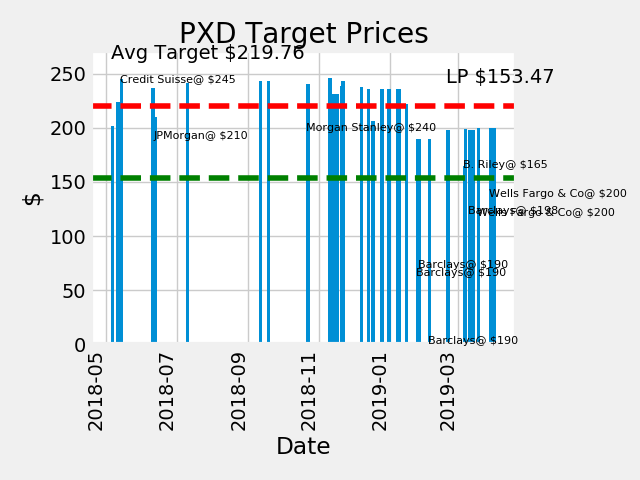 PXD Target Prices
Avg Target $219.76
LP $153.47
Credit Suisse@ $245
JPMorgan@ $210
Morgan Stanley@ $240
B. Riley@ $165
Wells Fargo & Co@ $200
Barclays@ $198
Wells Fargo & Co@ $200
Barclays@ $190
Barclays@ $190
Barclays@ $190
$
250
200
150
100
50
0
2018-05
2018-07
2018-09
2018-11
2019-01
2019-03
Date